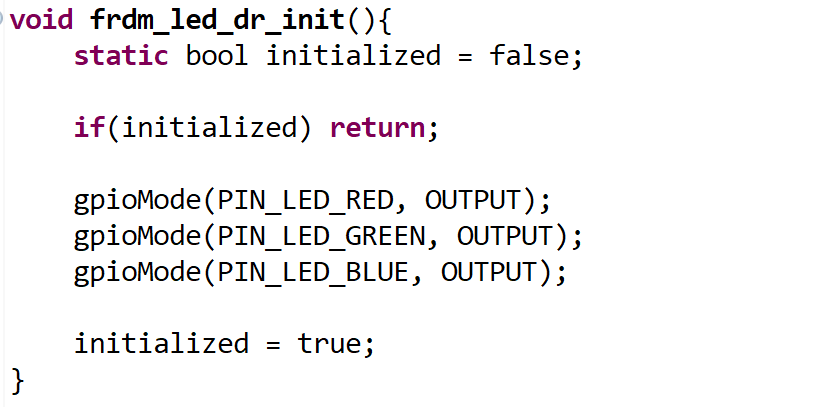 void frdm_led_dr_init(){
    static bool initialized = false;

    if(initialized) return;

    gpioMode(PIN_LED_RED, OUTPUT);
    gpioMode(PIN_LED_GREEN, OUTPUT);
    gpioMode(PIN_LED_BLUE, OUTPUT);

    initialized = true;
}